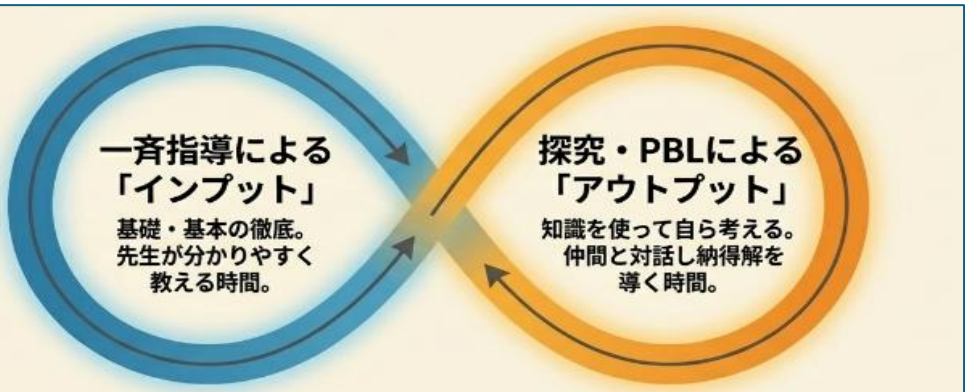 一斉指導による
「インプット」
基礎・基本の徹底。
先生が分かりやすく
教える時間。
探究・PBLによる
「アウトプット」
知識を使って自ら考える。
仲間と対話し納得解を
導く時間。